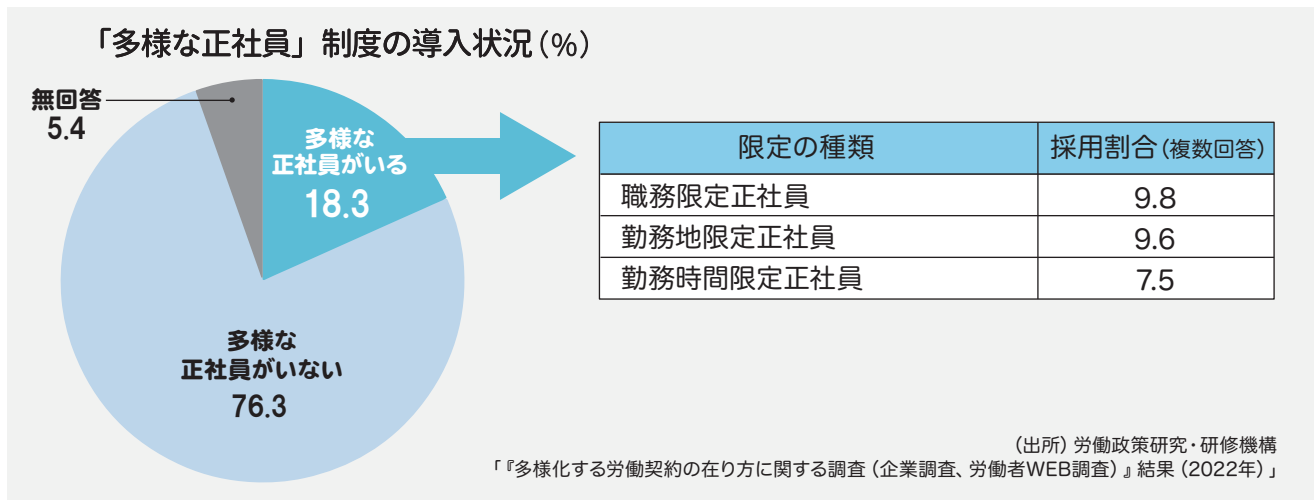 「多様な正社員」制度の導入状況(%)
無回答
5.4
多様な
正社員がいる
18.3
多様な
正社員がいない
76.3
限定の種類 採用割合(複数回答)
職務限定正社員 9.8
勤務地限定正社員 9.6
勤務時間限定正社員 7.5
(出所)労働政策研究・研修機構
「『多様化する労働契約の在り方に関する調査(企業調査、労働者WEB調査)』結果(2022年)」